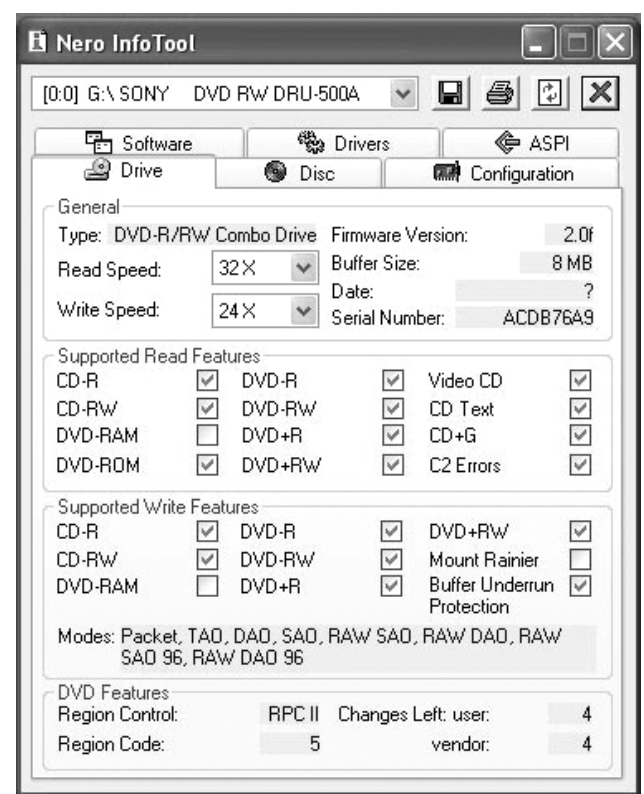 Nero InfoTool
[0:0] G:\ SONY DVD RW DRU-500A
Software Drivers ASPI
Drive Disc Configuration
General
Type: DVD-R/RW Combo Drive Firmware Version: 2.0f
Read Speed: 32X Buffer Size: 8 MB
Date: ?
Write Speed: 24X Serial Number: ACDB76A9
Supported Read Features
CD-R DVD-R Video CD
CD-RW DVD-RW CD Text
DVD-RAM DVD+R CD+G
DVD-ROM DVD+RW C2 Errors
Supported Write Features
CD-R DVD-R DVD+RW
CD-RW DVD-RW Mount Rainier
DVD-RAM DVD+R Buffer Underrun
Protection
Modes: Packet, TAO, DAO, SAO, RAW SAO, RAW DAO, RAW
SAO 96, RAW DAO 96
DVD Features
Region Control: RPC II Changes Left: user: 4
Region Code: 5 vendor: 4